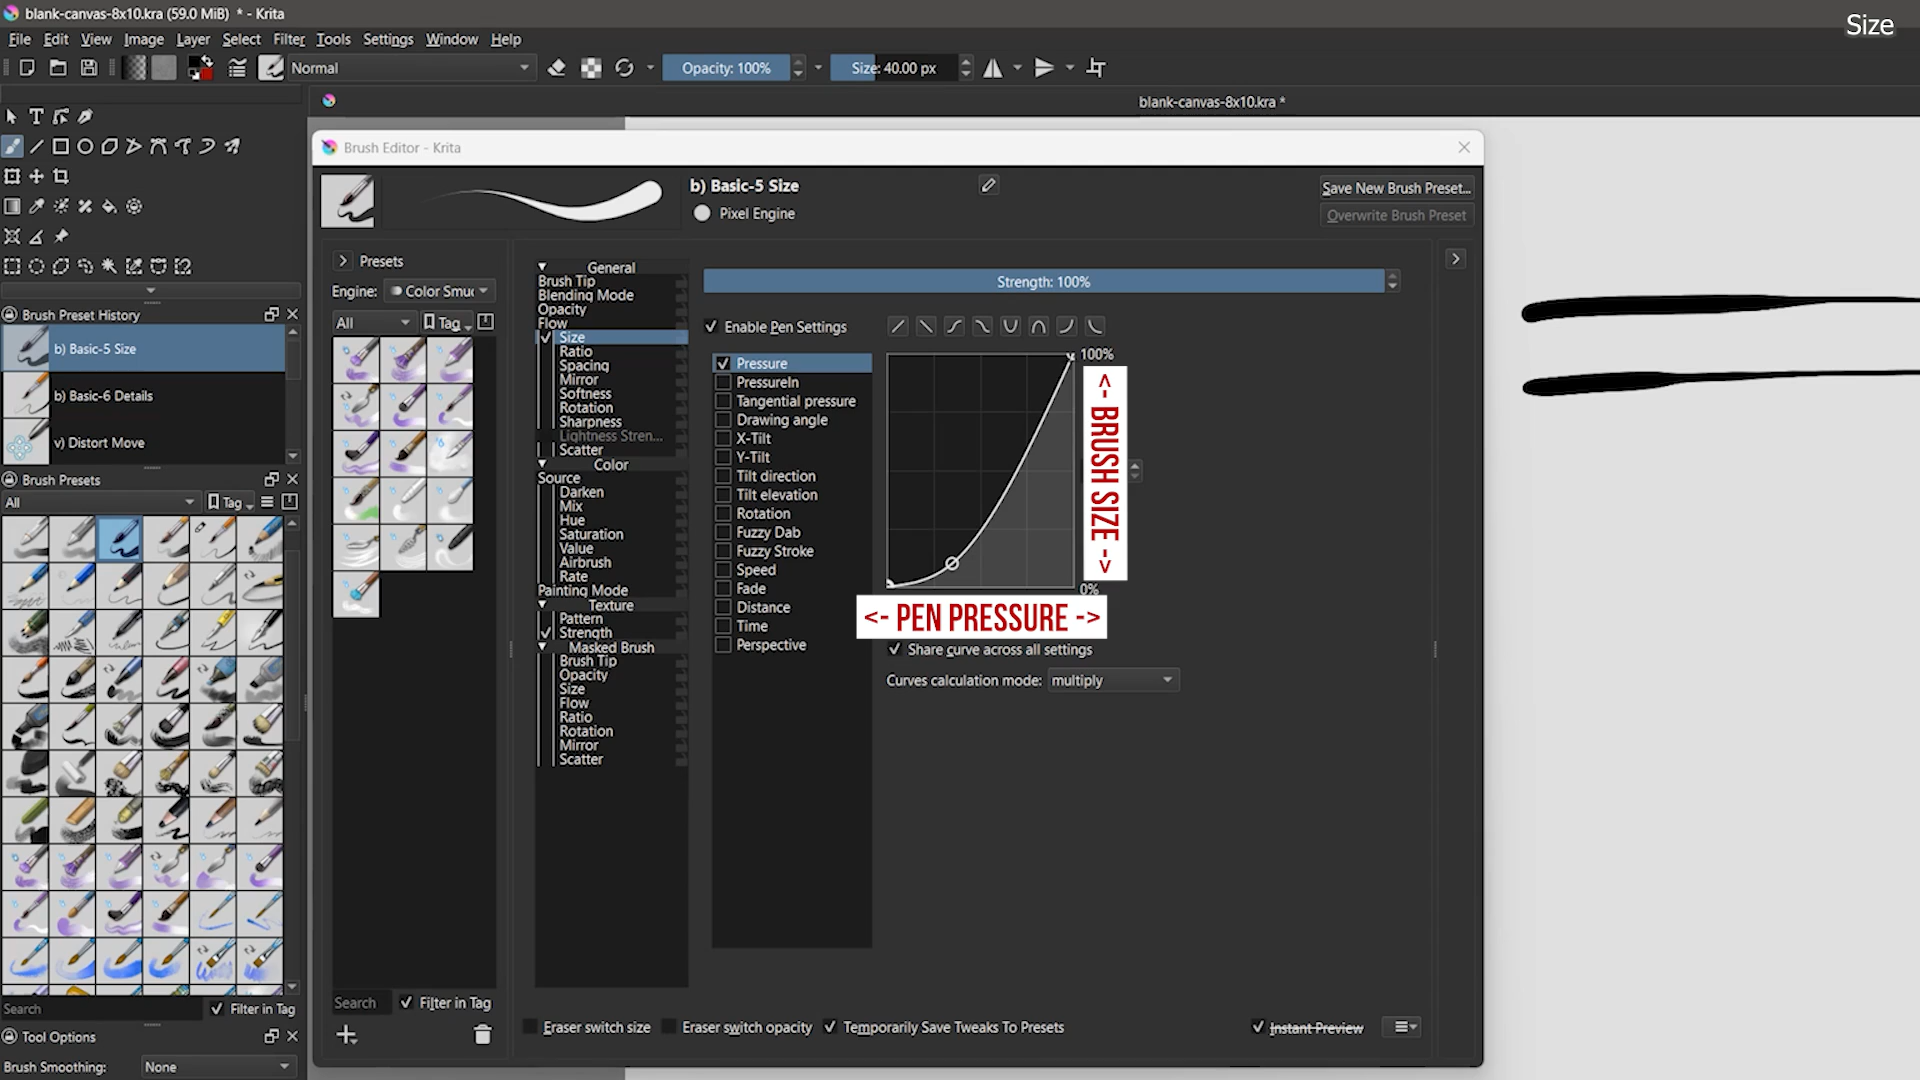 blank-canvas-8x10.kra (59.0 MiB) * - Krita
Size
File Edit View Image Layer Select Filter Tools Settings Window Help
Normal
Opacity: 100%
Size: 40.00 px
blank-canvas-8x10.kra *
Brush Editor - Krita
b) Basic-5 Size
Pixel Engine
Save New Brush Preset...
Overwrite Brush Preset
Presets
Engine: Color Smu
All
Tag
General
Brush Tip
Blending Mode
Opacity
Flow
Size
Ratio
Spacing
Mirror
Softness
Rotation
Sharpness
Lightness Stren...
Scatter
Color
Source
Darken
Mix
Hue
Saturation
Value
Airbrush
Rate
Painting Mode
Texture
Pattern
Strength
Masked Brush
Brush Tip
Opacity
Size
Flow
Ratio
Rotation
Mirror
Scatter
Strength: 100%
Enable Pen Settings
Pressure
PressureIn
Tangential pressure
Drawing angle
X-Tilt
Y-Tilt
Tilt direction
Tilt elevation
Rotation
Fuzzy Dab
Fuzzy Stroke
Speed
Fade
Distance
Time
Perspective
100%
<- BRUSH SIZE ->
0%
<- PEN PRESSURE ->
Share curve across all settings
Curves calculation mode: multiply
Search
Filter in Tag
Eraser switch size
Eraser switch opacity
Temporarily Save Tweaks To Presets
Instant Preview
Brush Preset History
b) Basic-5 Size
b) Basic-6 Details
v) Distort Move
Brush Presets
All
Tag
Search
Filter in Tag
Tool Options
Brush Smoothing: None